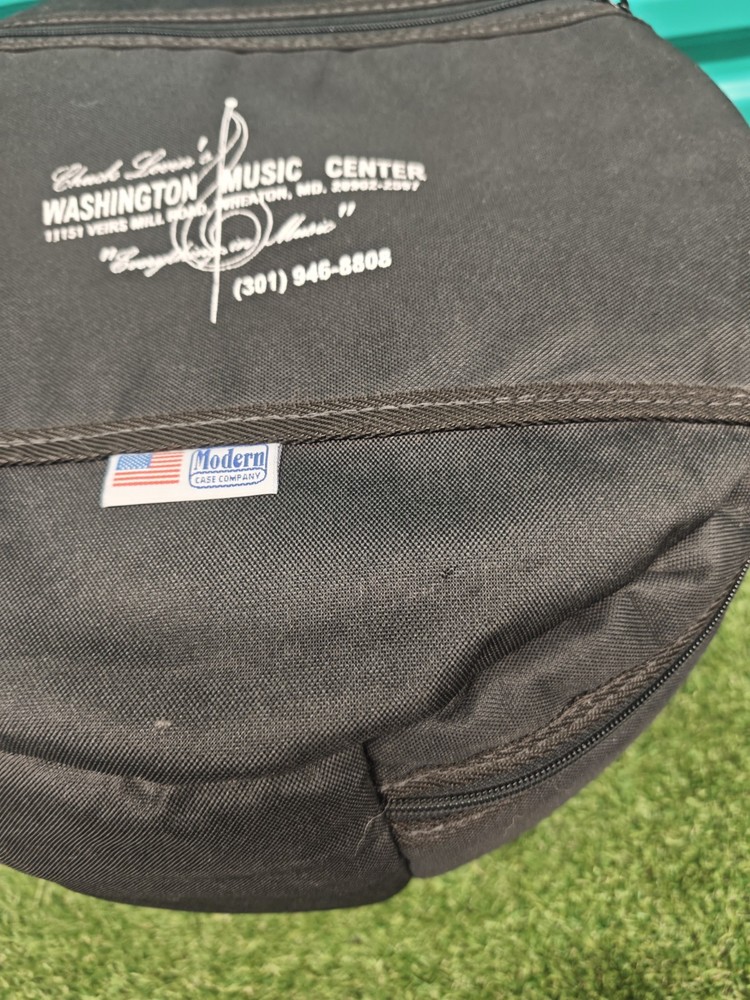 Chuck Levin's
WASHINGTON MUSIC CENTER
11151 VEIRS MILL ROAD, WHEATON, MD. 20902-2597
"Everything in Music"
(301) 946-8808
Modern
CASE COMPANY